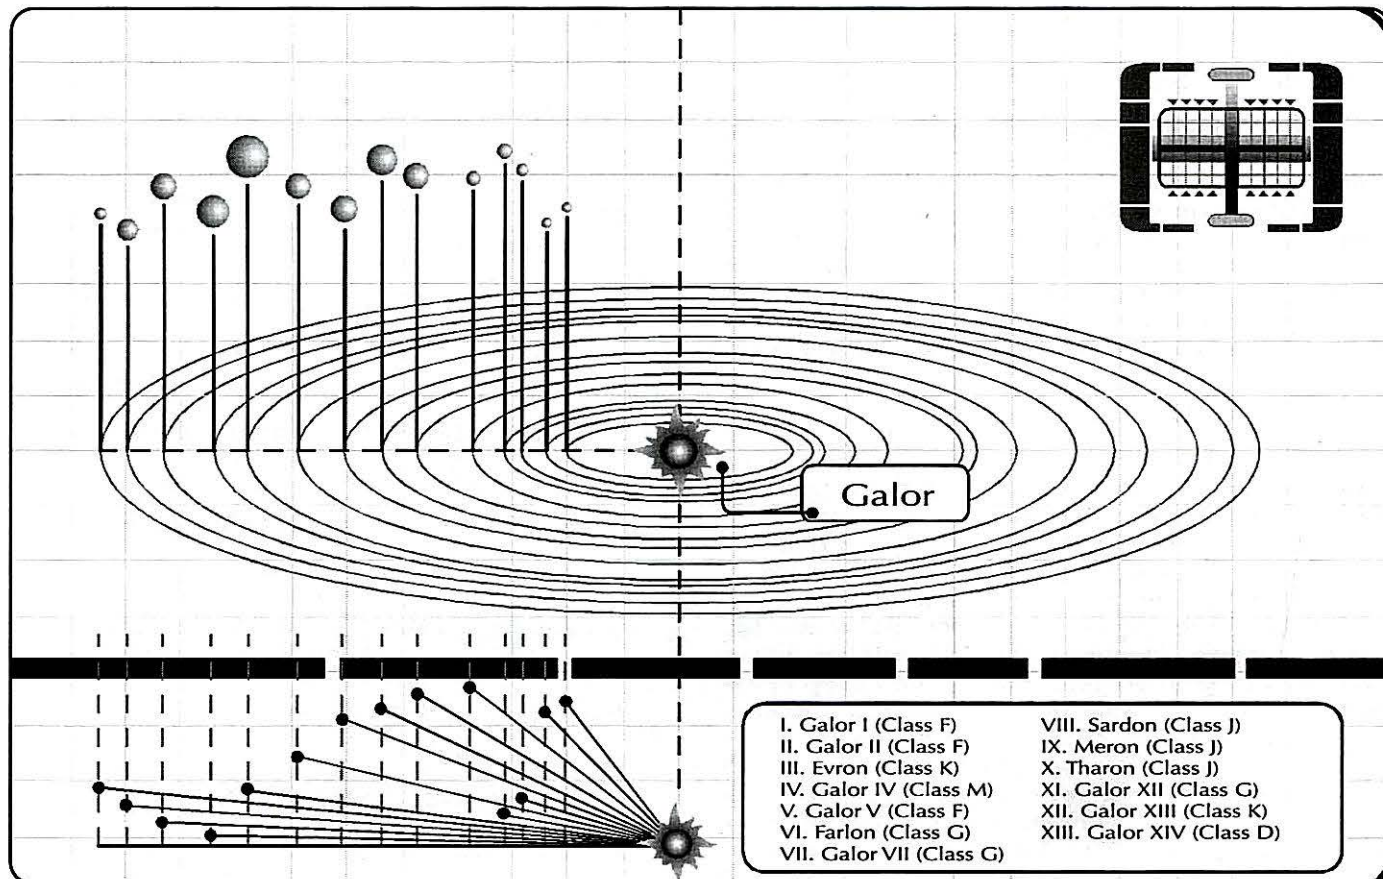 Galor
I. Galor I (Class F)
II. Galor II (Class F)
III. Evron (Class K)
IV. Galor IV (Class M)
V. Galor V (Class F)
VI. Farlon (Class G)
VII. Galor VII (Class G)
VIII. Sardon (Class J)
IX. Meron (Class J)
X. Tharon (Class J)
XI. Galor XII (Class G)
XII. Galor XIII (Class K)
XIII. Galor XIV (Class D)